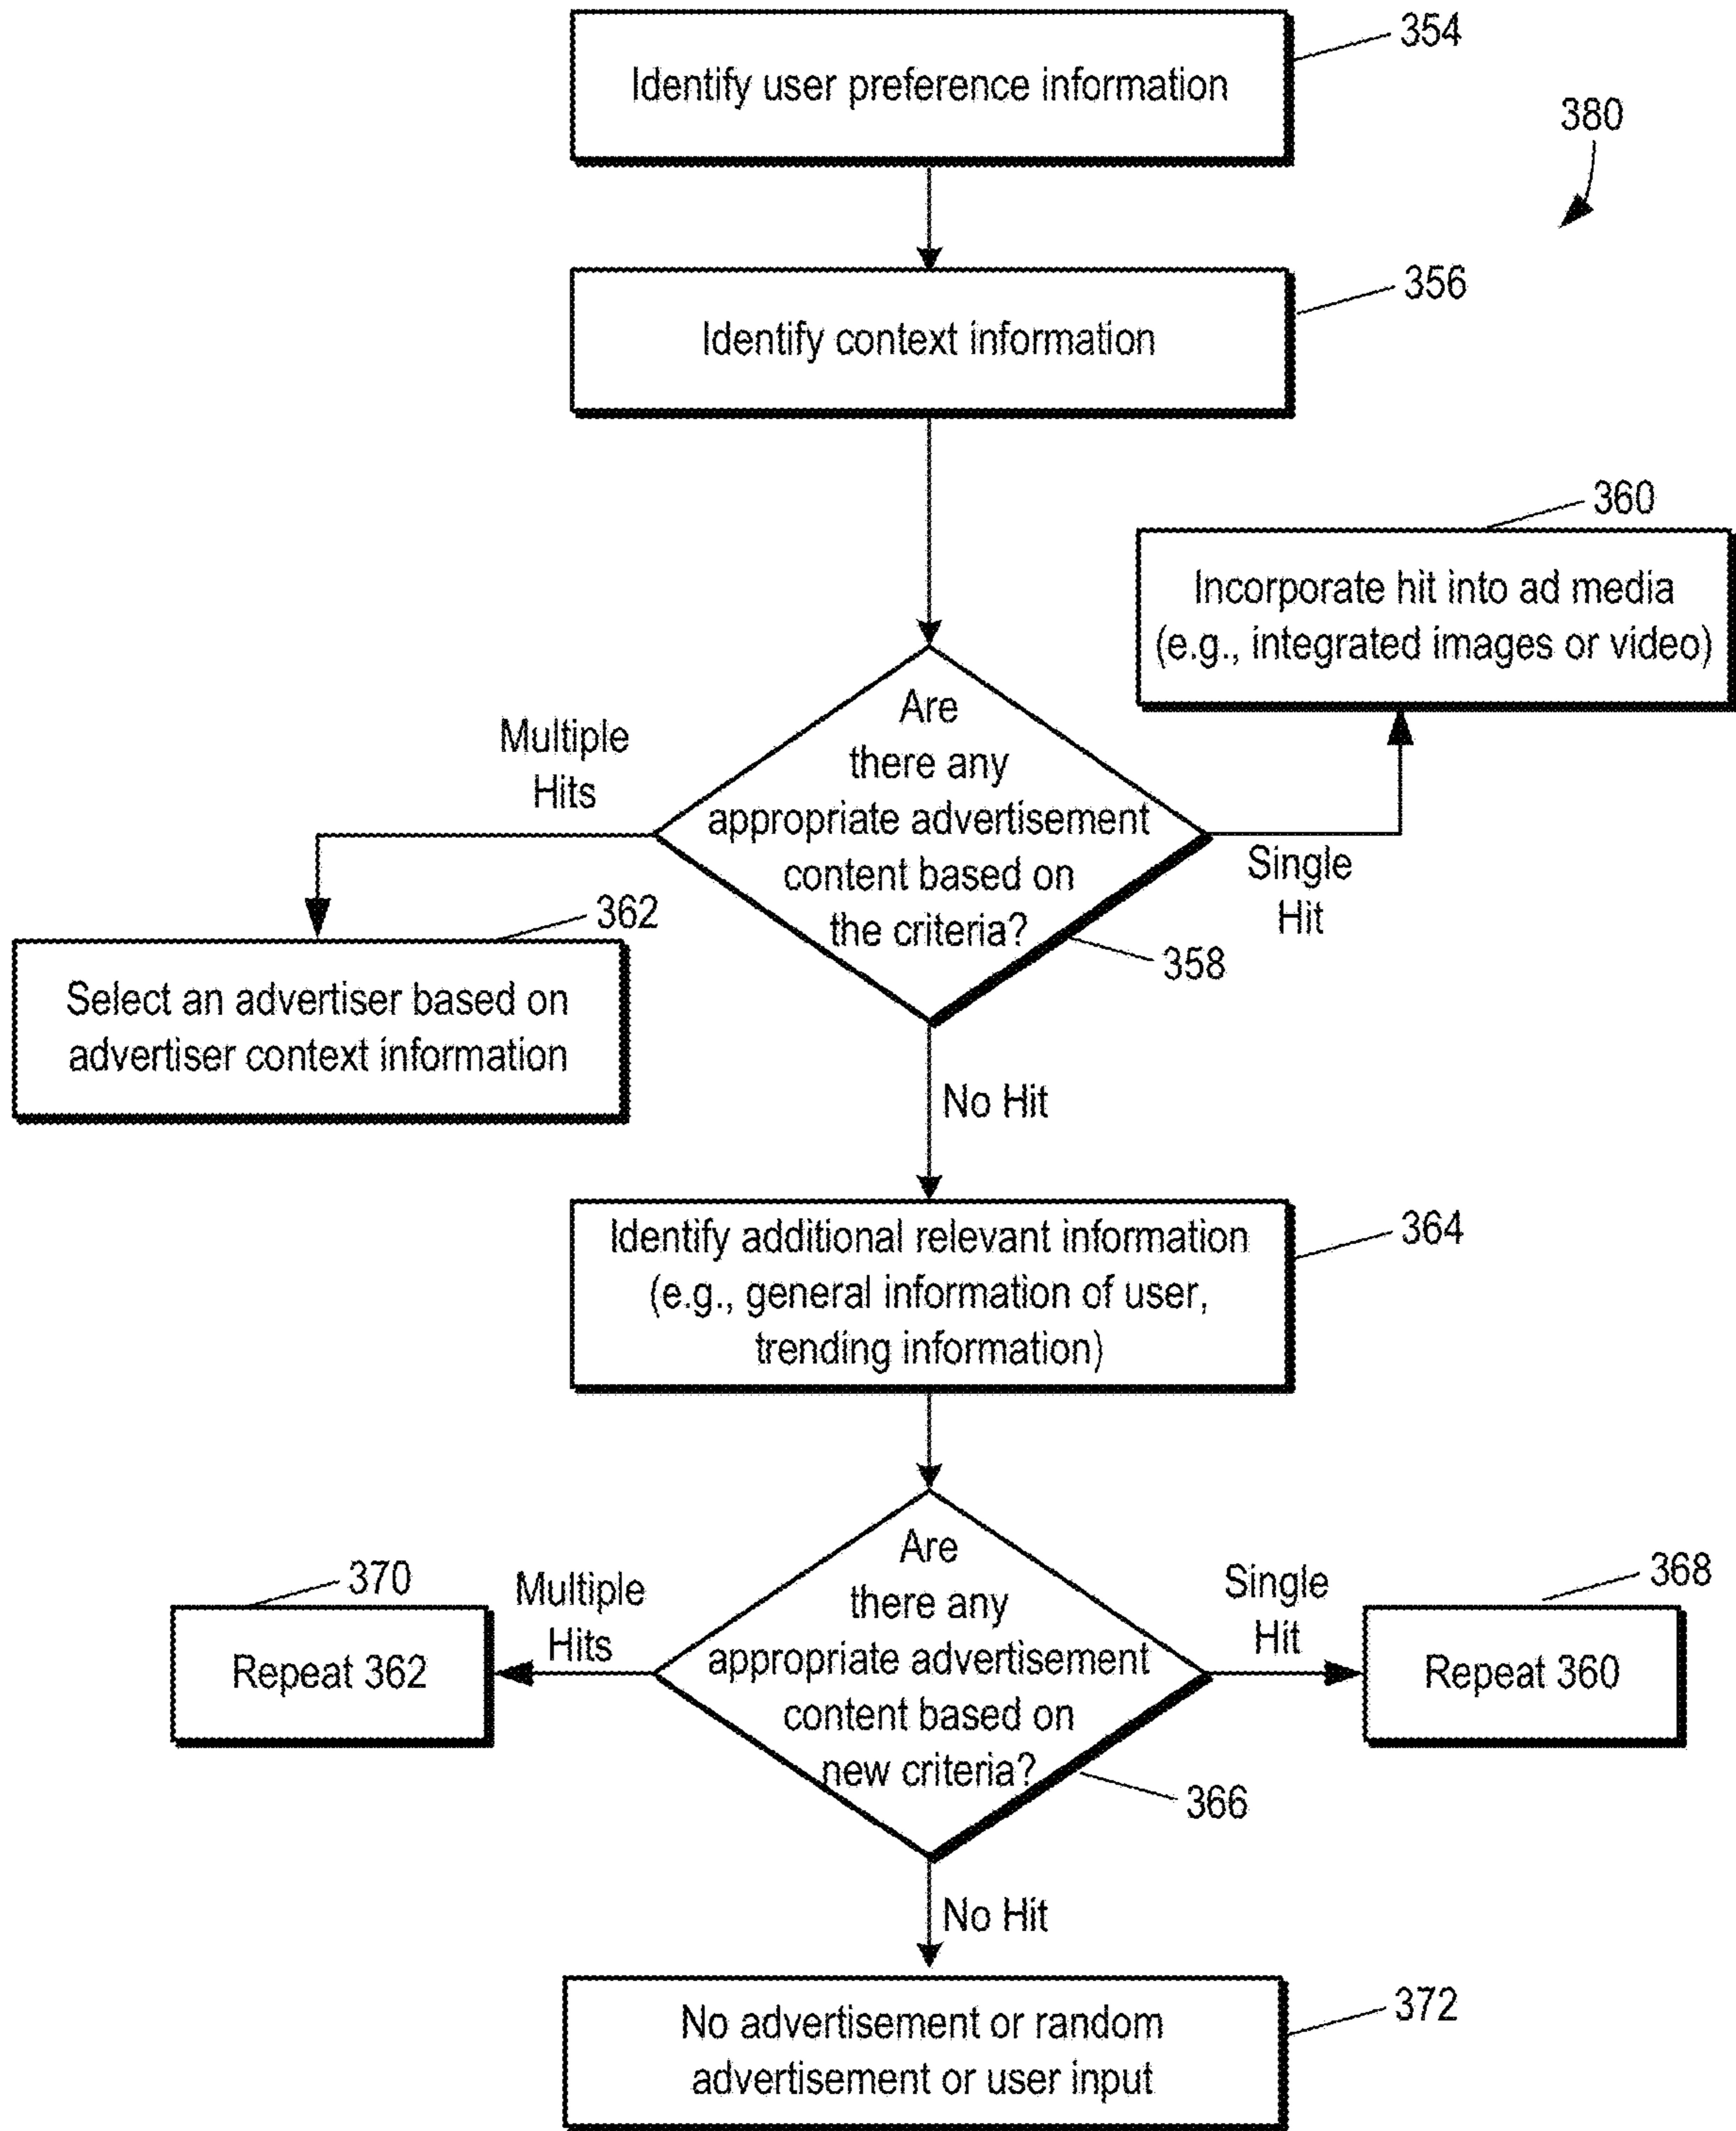 354
Identify user preference information
380
356
Identify context information
360
Incorporate hit into ad media
(e.g., integrated images or video)
Are
there any
appropriate advertisement
content based on
the criteria?
Multiple
Hits
Single
Hit
358
362
Select an advertiser based on
advertiser context information
No Hit
364
Identify additional relevant information
(e.g., general information of user,
trending information)
Are
there any
appropriate advertisement
content based on
new criteria?
366
Multiple
Hits
370
Repeat 362
Single
Hit
368
Repeat 360
No Hit
372
No advertisement or random
advertisement or user input